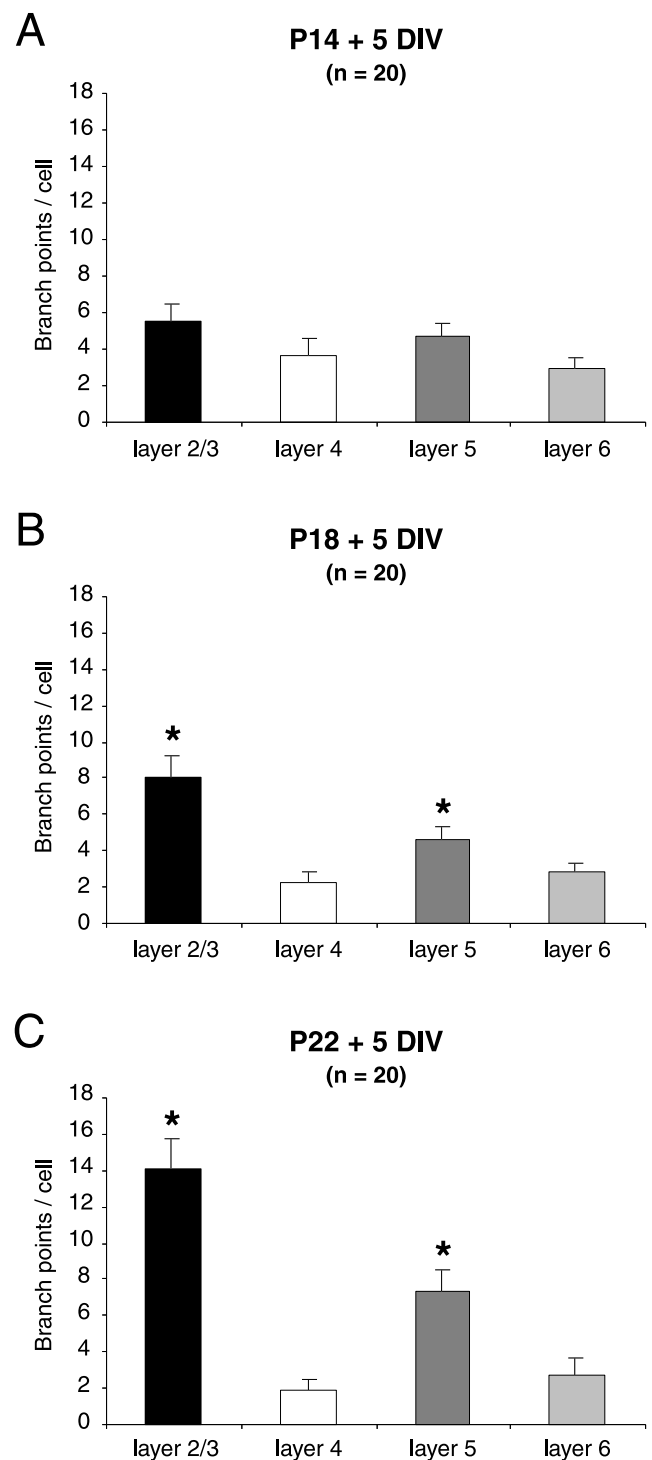 A
P14 + 5 DIV
(n = 20)
Branch points / cell
18
16
14
12
10
8
6
4
2
0
layer 2/3 layer 4 layer 5 layer 6
B
P18 + 5 DIV
(n = 20)
Branch points / cell
18
16
14
12
10
8
6
4
2
0
*
*
layer 2/3 layer 4 layer 5 layer 6
C
P22 + 5 DIV
(n = 20)
Branch points / cell
18
16
14
12
10
8
6
4
2
0
*
*
layer 2/3 layer 4 layer 5 layer 6